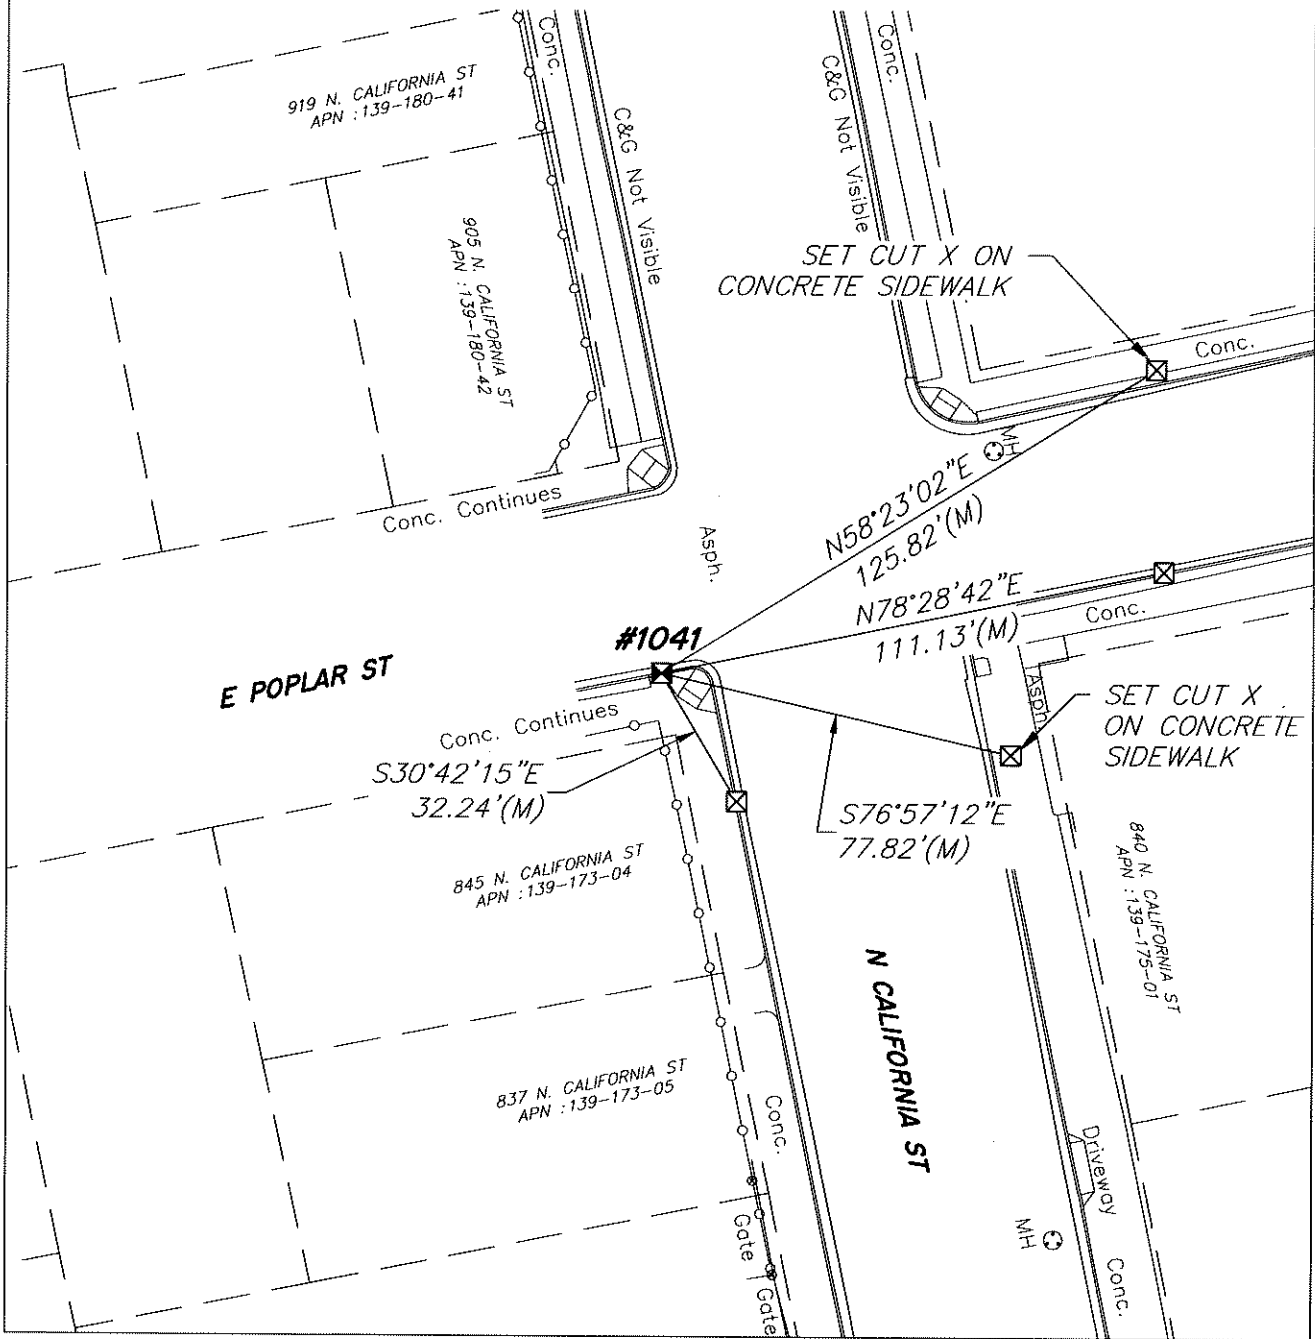 Conc.
Conc.
919 N. CALIFORNIA ST
APN :139-180-41
C&G Not Visible
C&G Not Visible
905 N. CALIFORNIA ST
APN :139-180-42
SET CUT X ON
CONCRETE SIDEWALK
Conc.
MH
Conc. Continues
Asph.
N58°23'02"E
125.82'(M)
N78°28'42"E
111.13'(M)
Conc.
#1041
E POPLAR ST
Conc. Continues
Asph.
SET CUT X
ON CONCRETE
SIDEWALK
S30°42'15"E
32.24'(M)
S76°57'12"E
77.82'(M)
845 N. CALIFORNIA ST
APN :139-173-04
840 N. CALIFORNIA ST
APN :139-175-01
N CALIFORNIA ST
837 N. CALIFORNIA ST
APN :139-173-05
Conc.
Driveway
MH
Gate
Gate
Conc.